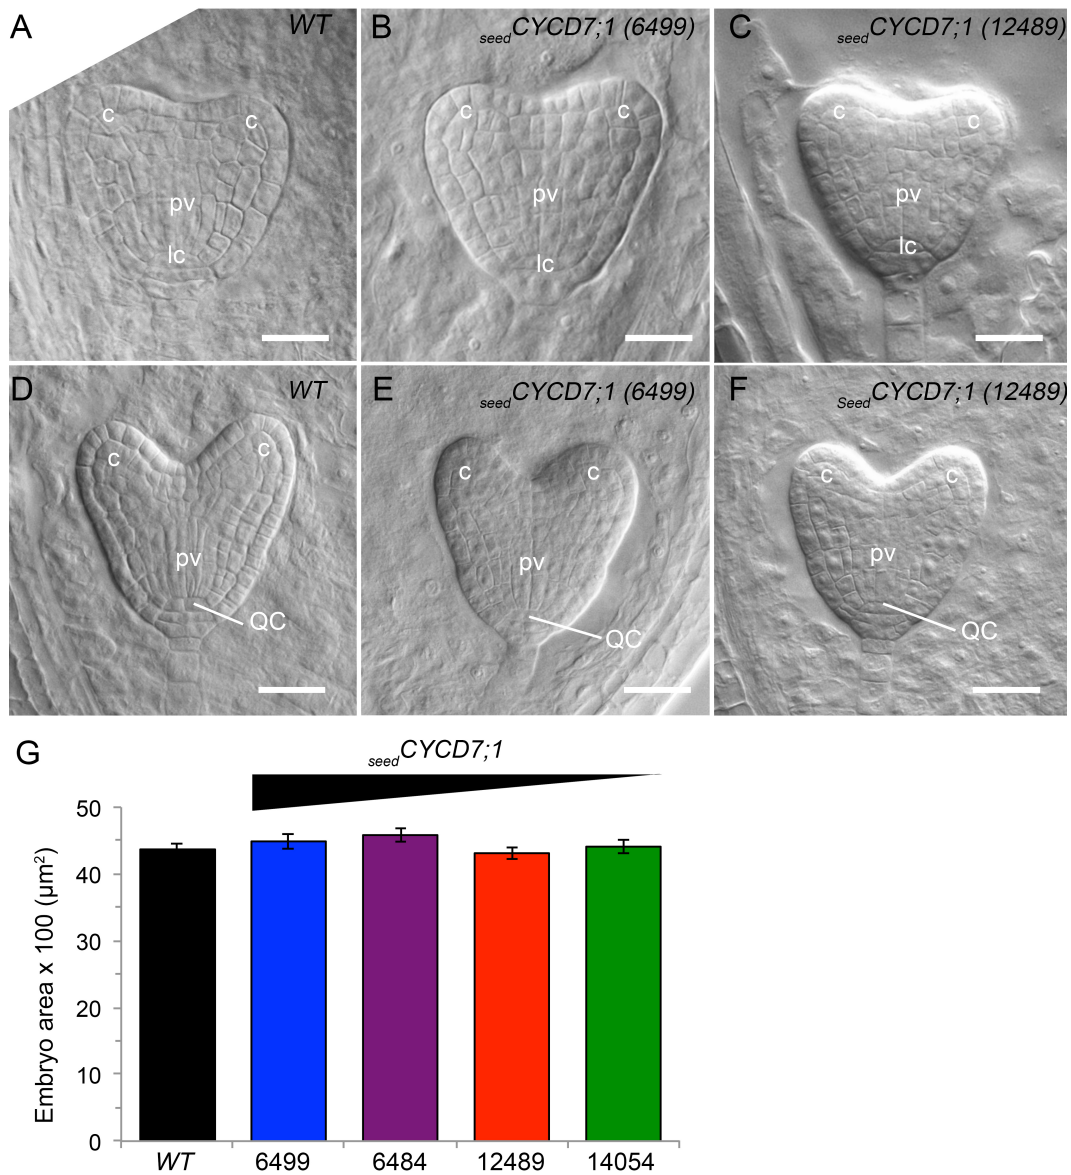 A
WT
c
c
pv
lc
B
seedCYCD7;1 (6499)
c
c
pv
lc
C
seedCYCD7;1 (12489)
c
c
pv
lc
D
WT
c
c
pv
QC
E
seedCYCD7;1 (6499)
c
c
pv
QC
F
SeedCYCD7;1 (12489)
c
c
pv
QC
G
seedCYCD7;1
Embryo area x 100 (µm²)
50
40
30
20
10
0
WT 6499 6484 12489 14054